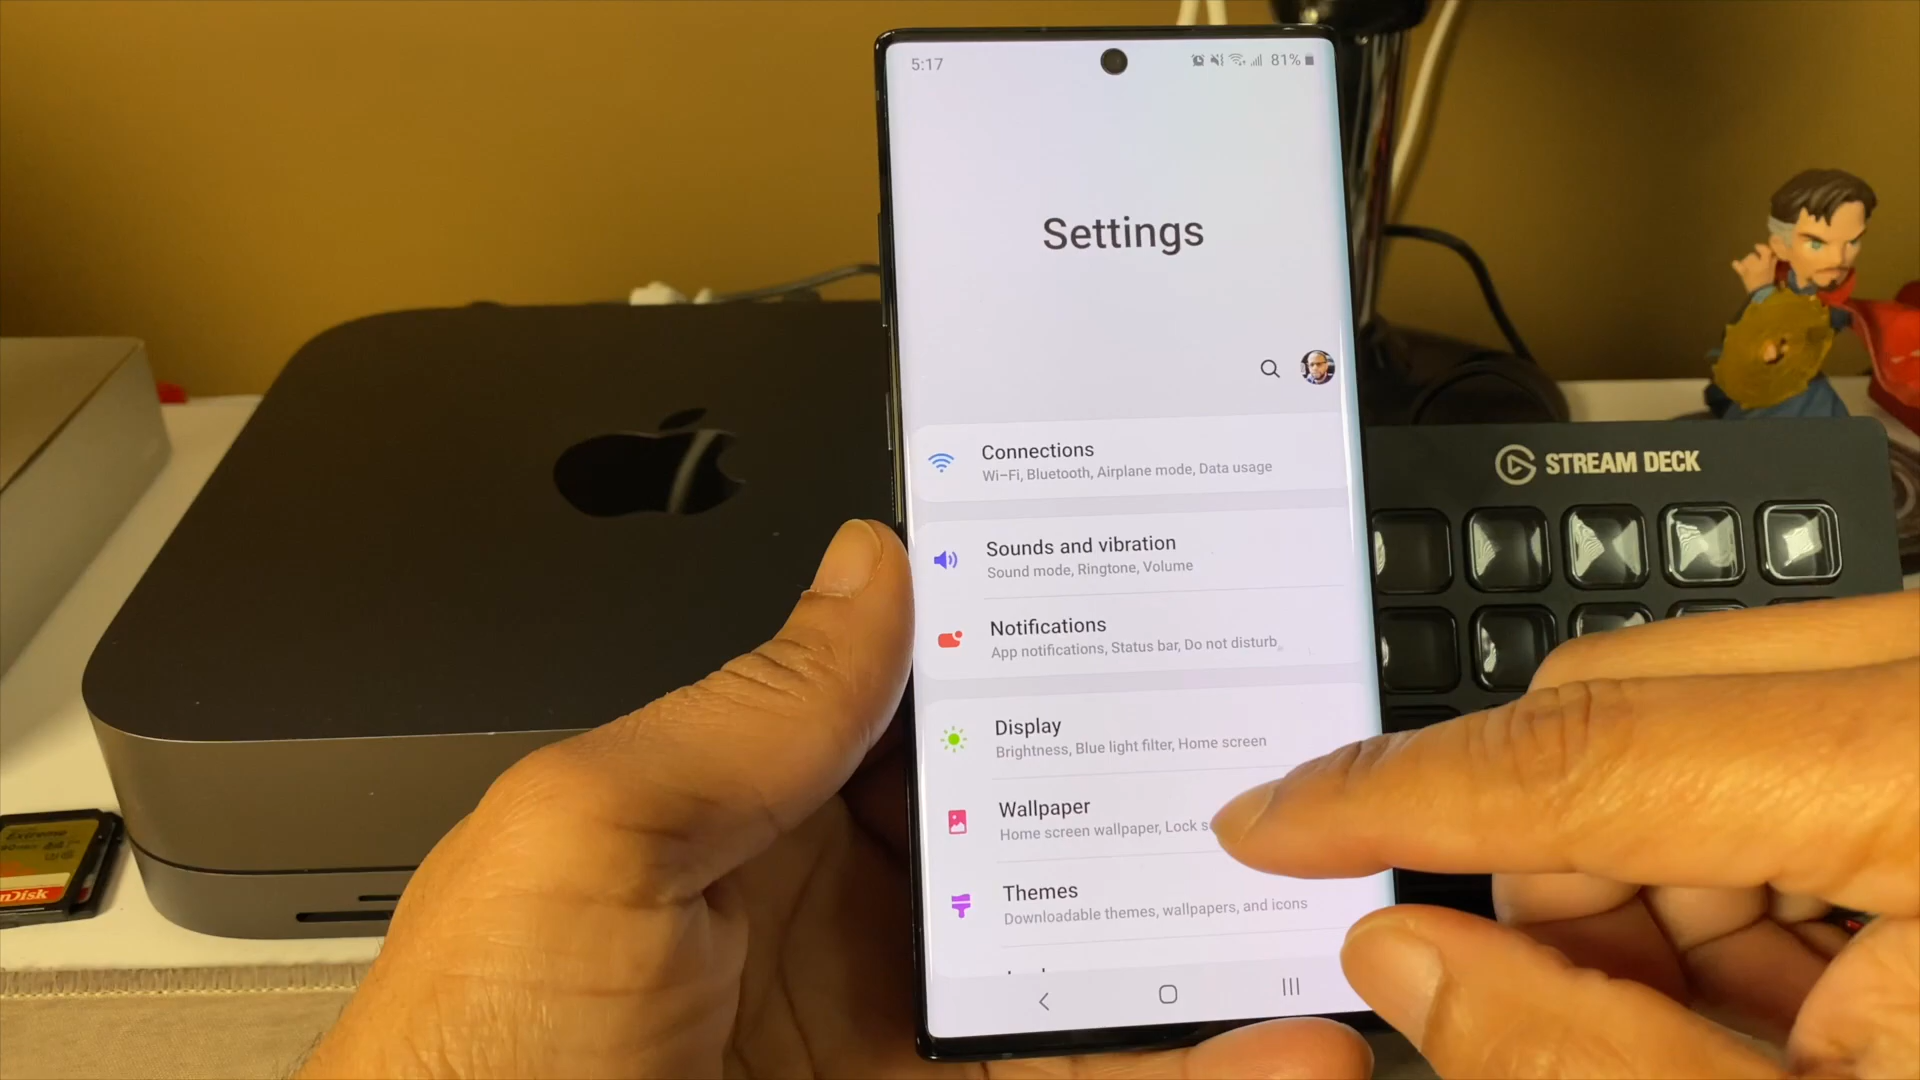 5:17
81%
Settings
Connections
Wi-Fi, Bluetooth, Airplane mode, Data usage
Sounds and vibration
Sound mode, Ringtone, Volume
Notifications
App notifications, Status bar, Do not disturb
Display
Brightness, Blue light filter, Home screen
Wallpaper
Home screen wallpaper, Lock s
Themes
Downloadable themes, wallpapers, and icons
STREAM DECK
Extreme
nDisk